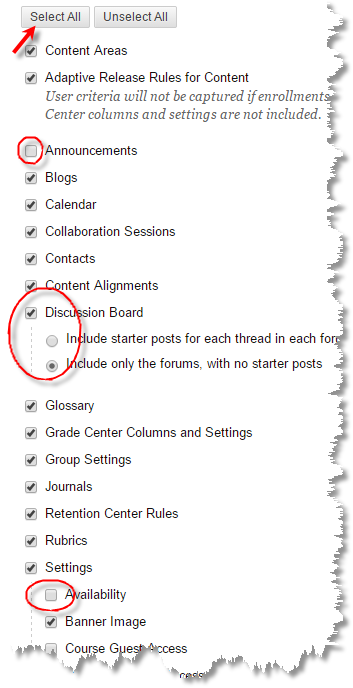 Select All Unselect All
Content Areas
Adaptive Release Rules for Content
User criteria will not be captured if enrollments
Center columns and settings are not included.
Announcements
Blogs
Calendar
Collaboration Sessions
Contacts
Content Alignments
Discussion Board
Include starter posts for each thread in each for
Include only the forums, with no starter posts
Glossary
Grade Center Columns and Settings
Group Settings
Journals
Retention Center Rules
Rubrics
Settings
Availability
Banner Image
Course Guest Access